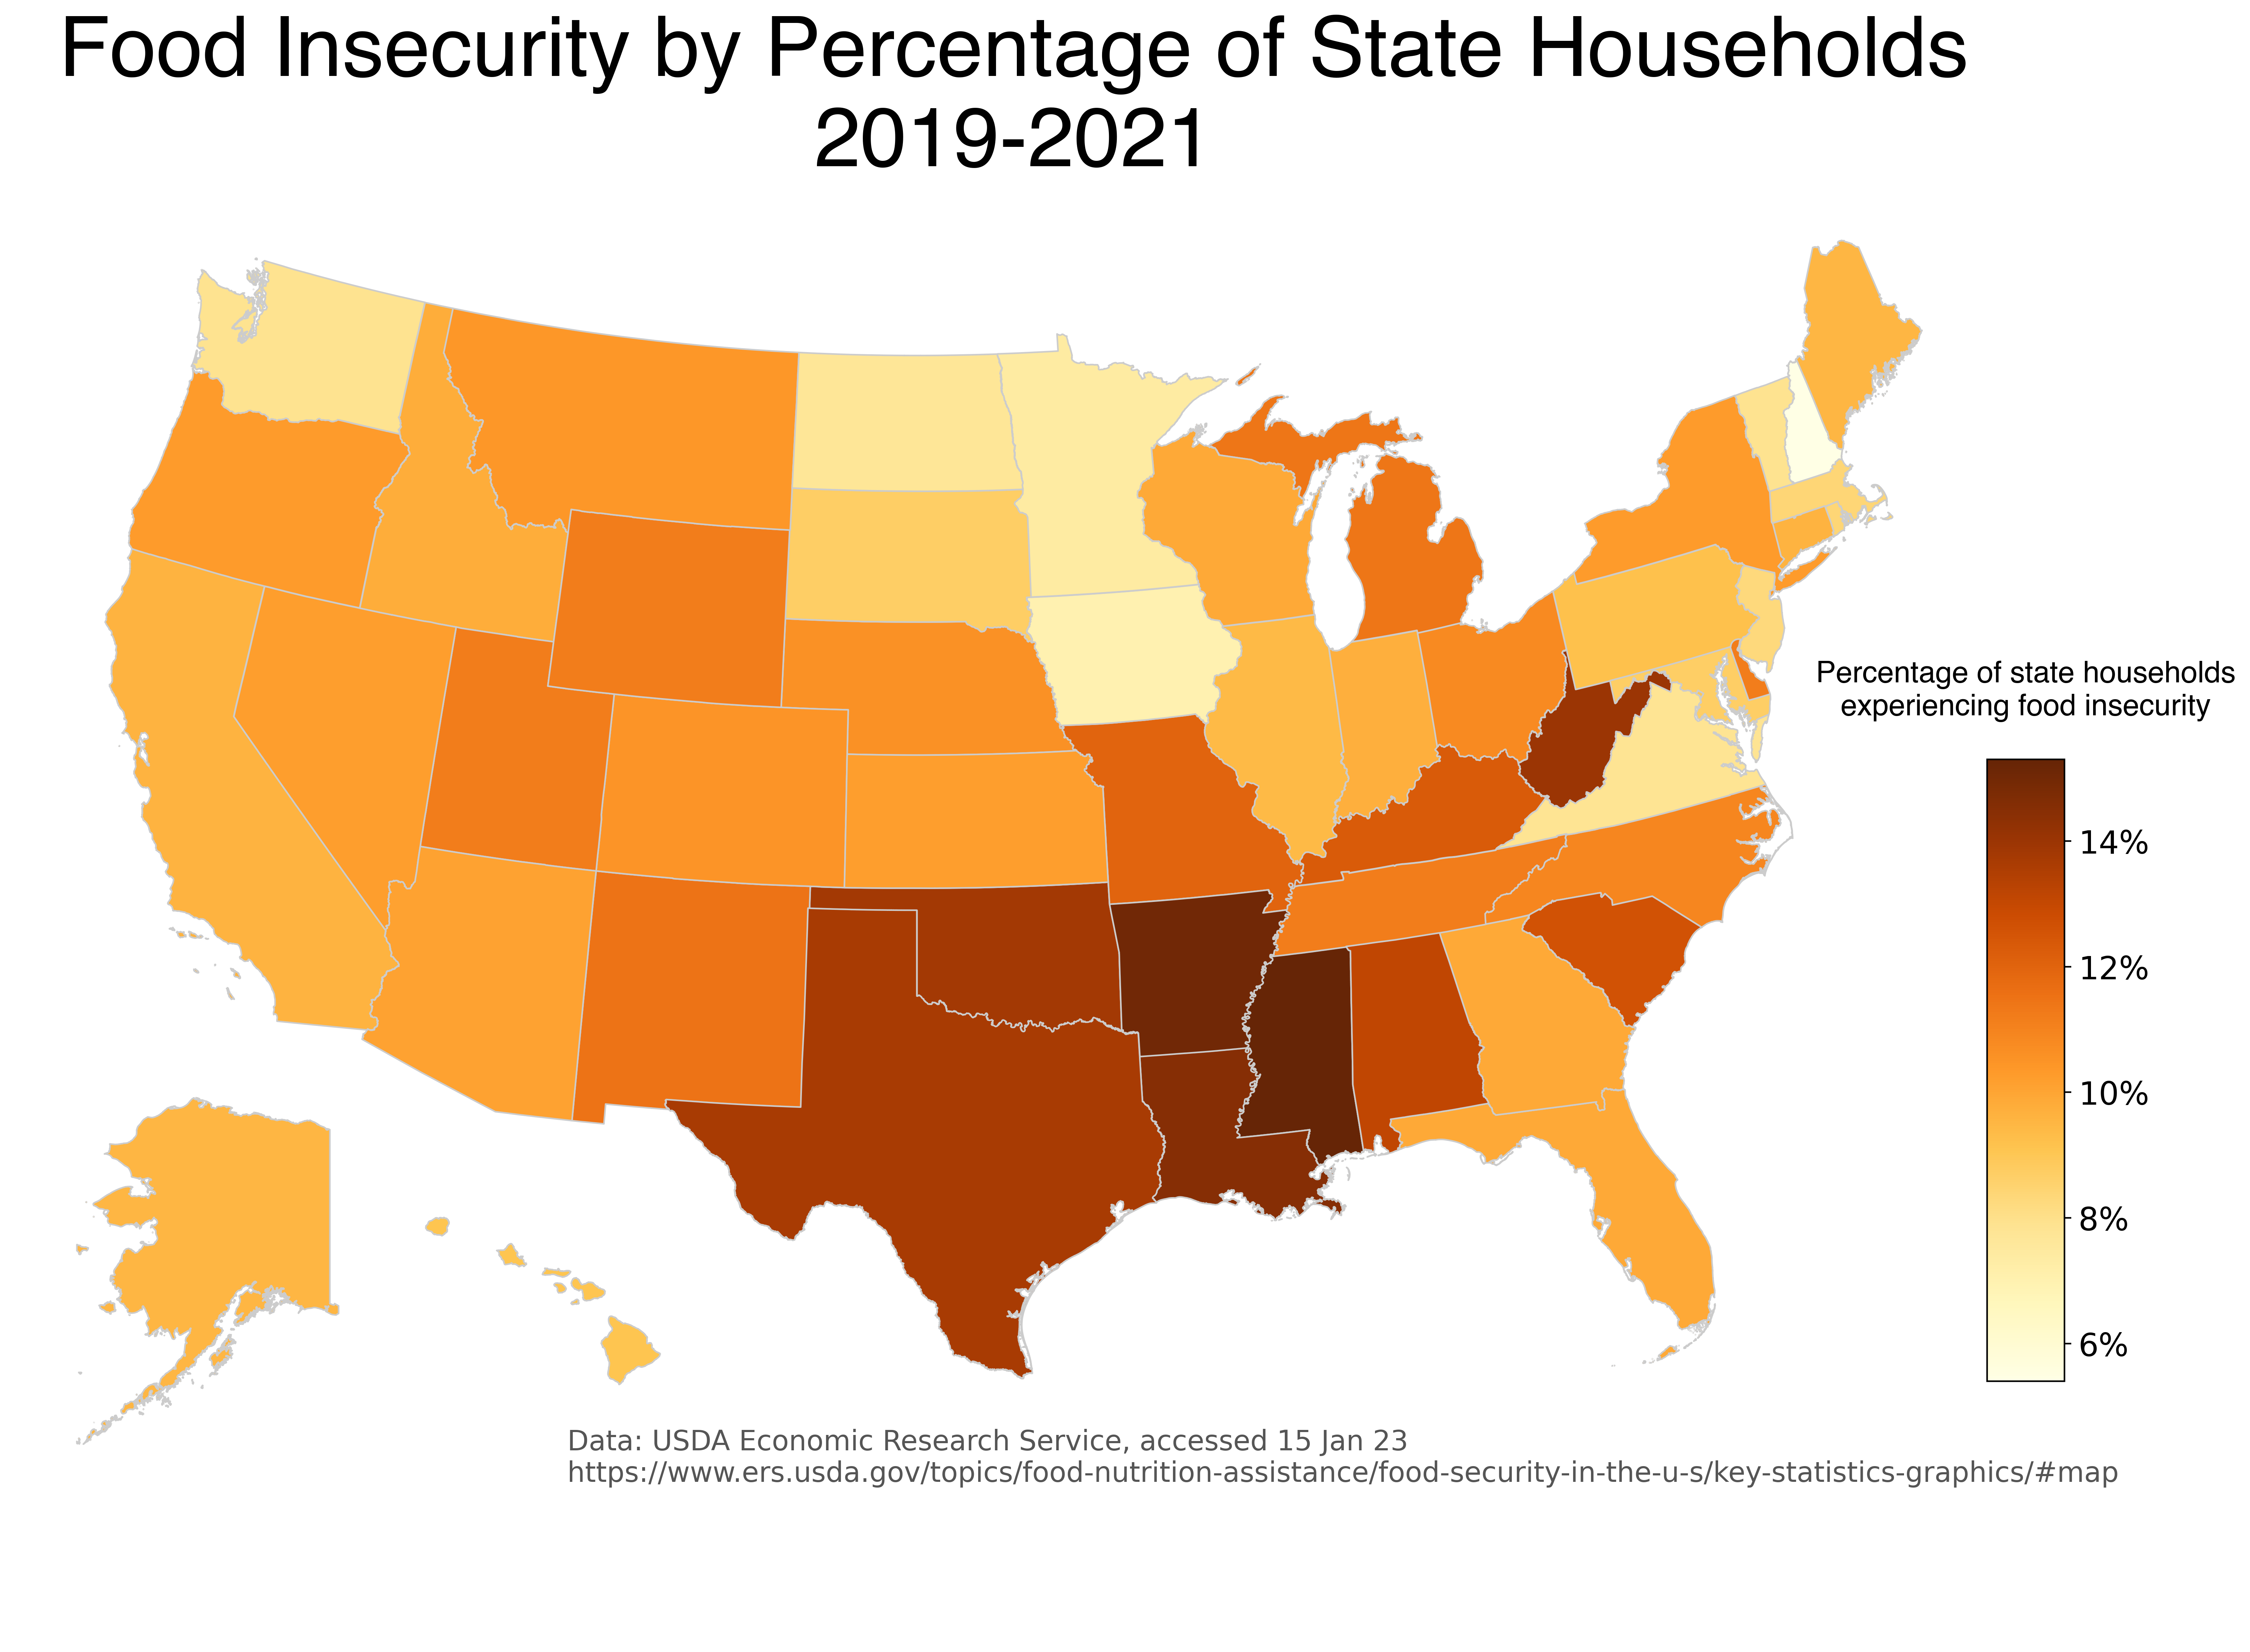 Food Insecurity by Percentage of State Households
2019-2021
Percentage of state households
experiencing food insecurity
14%
12%
10%
8%
6%
Data: USDA Economic Research Service, accessed 15 Jan 23
https://www.ers.usda.gov/topics/food-nutrition-assistance/food-security-in-the-u-s/key-statistics-graphics/#map